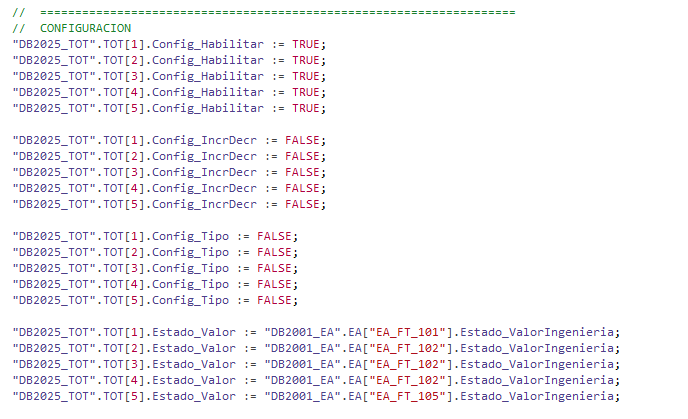 //  ====================================================================
//  CONFIGURACION
"DB2025_TOT".TOT[1].Config_Habilitar := TRUE;
"DB2025_TOT".TOT[2].Config_Habilitar := TRUE;
"DB2025_TOT".TOT[3].Config_Habilitar := TRUE;
"DB2025_TOT".TOT[4].Config_Habilitar := TRUE;
"DB2025_TOT".TOT[5].Config_Habilitar := TRUE;
"DB2025_TOT".TOT[1].Config_IncrDecr := FALSE;
"DB2025_TOT".TOT[2].Config_IncrDecr := FALSE;
"DB2025_TOT".TOT[3].Config_IncrDecr := FALSE;
"DB2025_TOT".TOT[4].Config_IncrDecr := FALSE;
"DB2025_TOT".TOT[5].Config_IncrDecr := FALSE;
"DB2025_TOT".TOT[1].Config_Tipo := FALSE;
"DB2025_TOT".TOT[2].Config_Tipo := FALSE;
"DB2025_TOT".TOT[3].Config_Tipo := FALSE;
"DB2025_TOT".TOT[4].Config_Tipo := FALSE;
"DB2025_TOT".TOT[5].Config_Tipo := FALSE;
"DB2025_TOT".TOT[1].Estado_Valor := "DB2001_EA".EA["EA_FT_101"].Estado_ValorIngenieria;
"DB2025_TOT".TOT[2].Estado_Valor := "DB2001_EA".EA["EA_FT_102"].Estado_ValorIngenieria;
"DB2025_TOT".TOT[3].Estado_Valor := "DB2001_EA".EA["EA_FT_102"].Estado_ValorIngenieria;
"DB2025_TOT".TOT[4].Estado_Valor := "DB2001_EA".EA["EA_FT_102"].Estado_ValorIngenieria;
"DB2025_TOT".TOT[5].Estado_Valor := "DB2001_EA".EA["EA_FT_105"].Estado_ValorIngenieria;